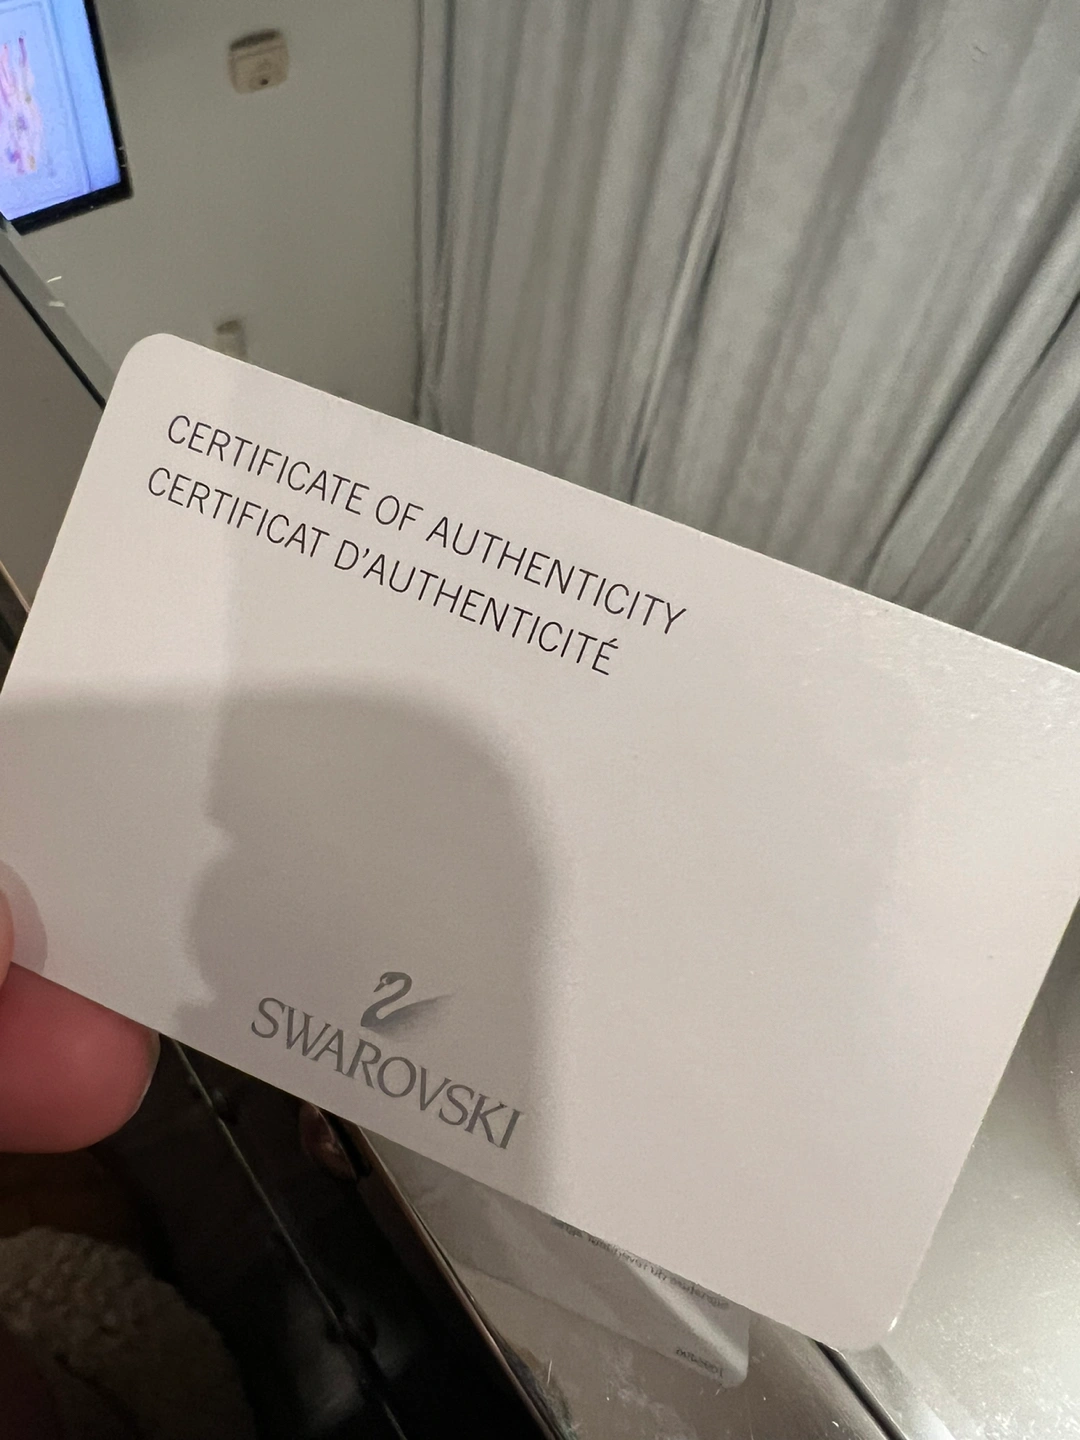 CERTIFICATE OF AUTHENTICITY
CERTIFICAT D'AUTHENTICITÉ
SWAROVSKI